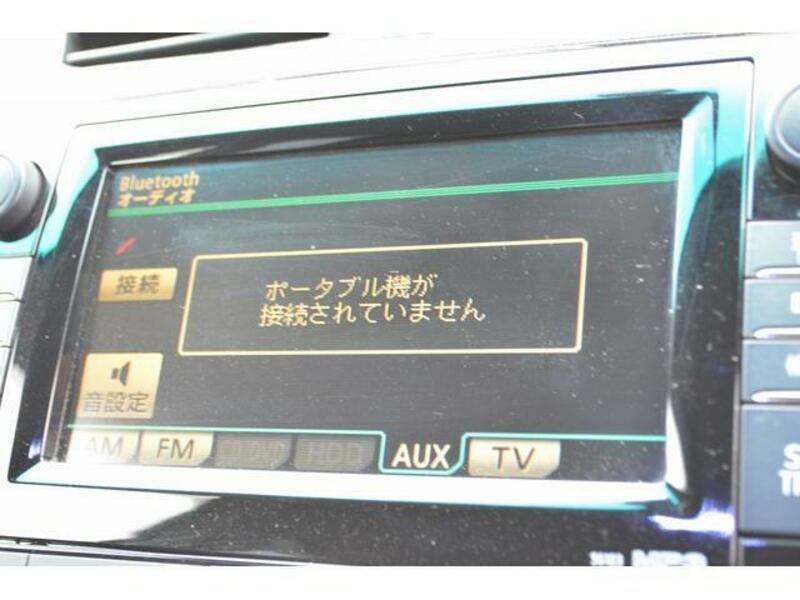 Bluetooth
オーディオ
接続
ポータブル機が
接続されていません
音設定
AM
FM
HDD
AUX
TV